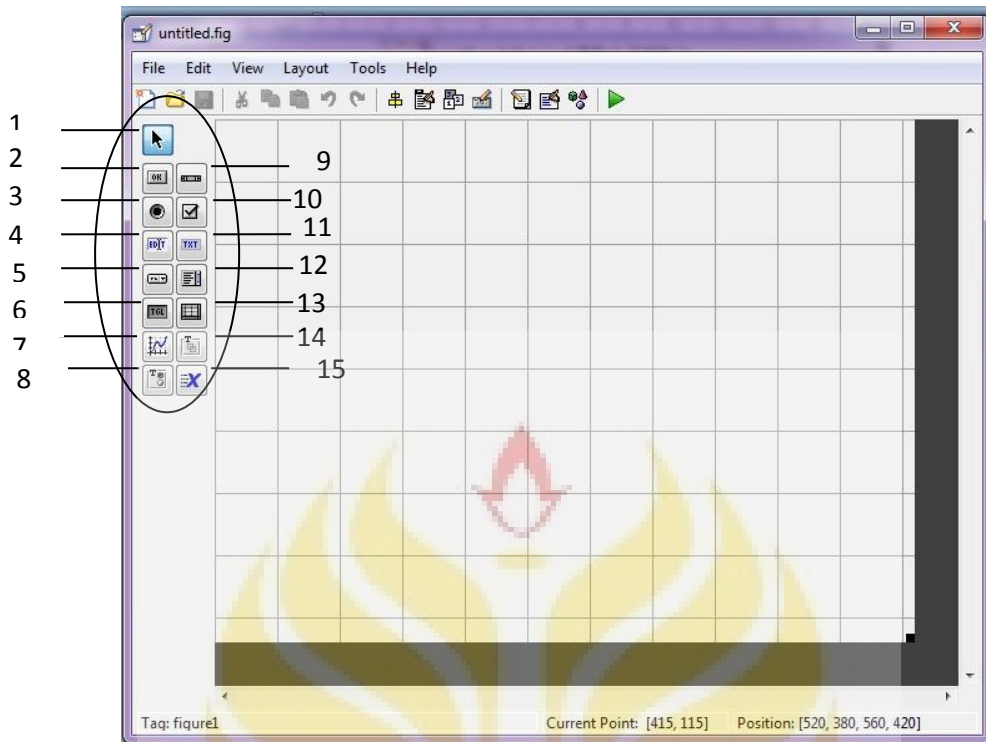 untitled.fig
File Edit View Layout Tools Help
1
2
3
4
5
6
7
8
9
10
11
12
13
14
15
OK
EDIT
TXT
TGL
T
T
X
Tag: figure1
Current Point: [415, 115]
Position: [520, 380, 560, 420]